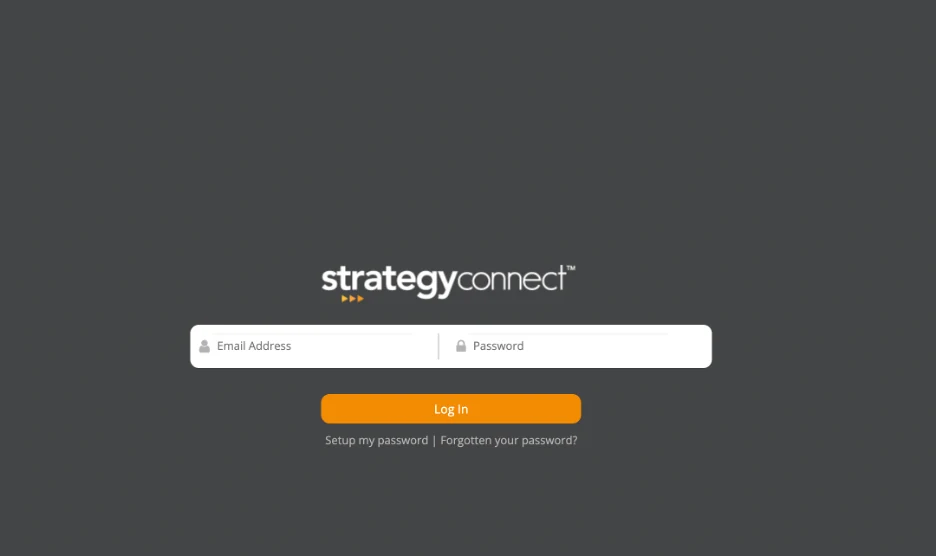 strategyconnect™
Email Address
Password
Log In
Setup my password | Forgotten your password?